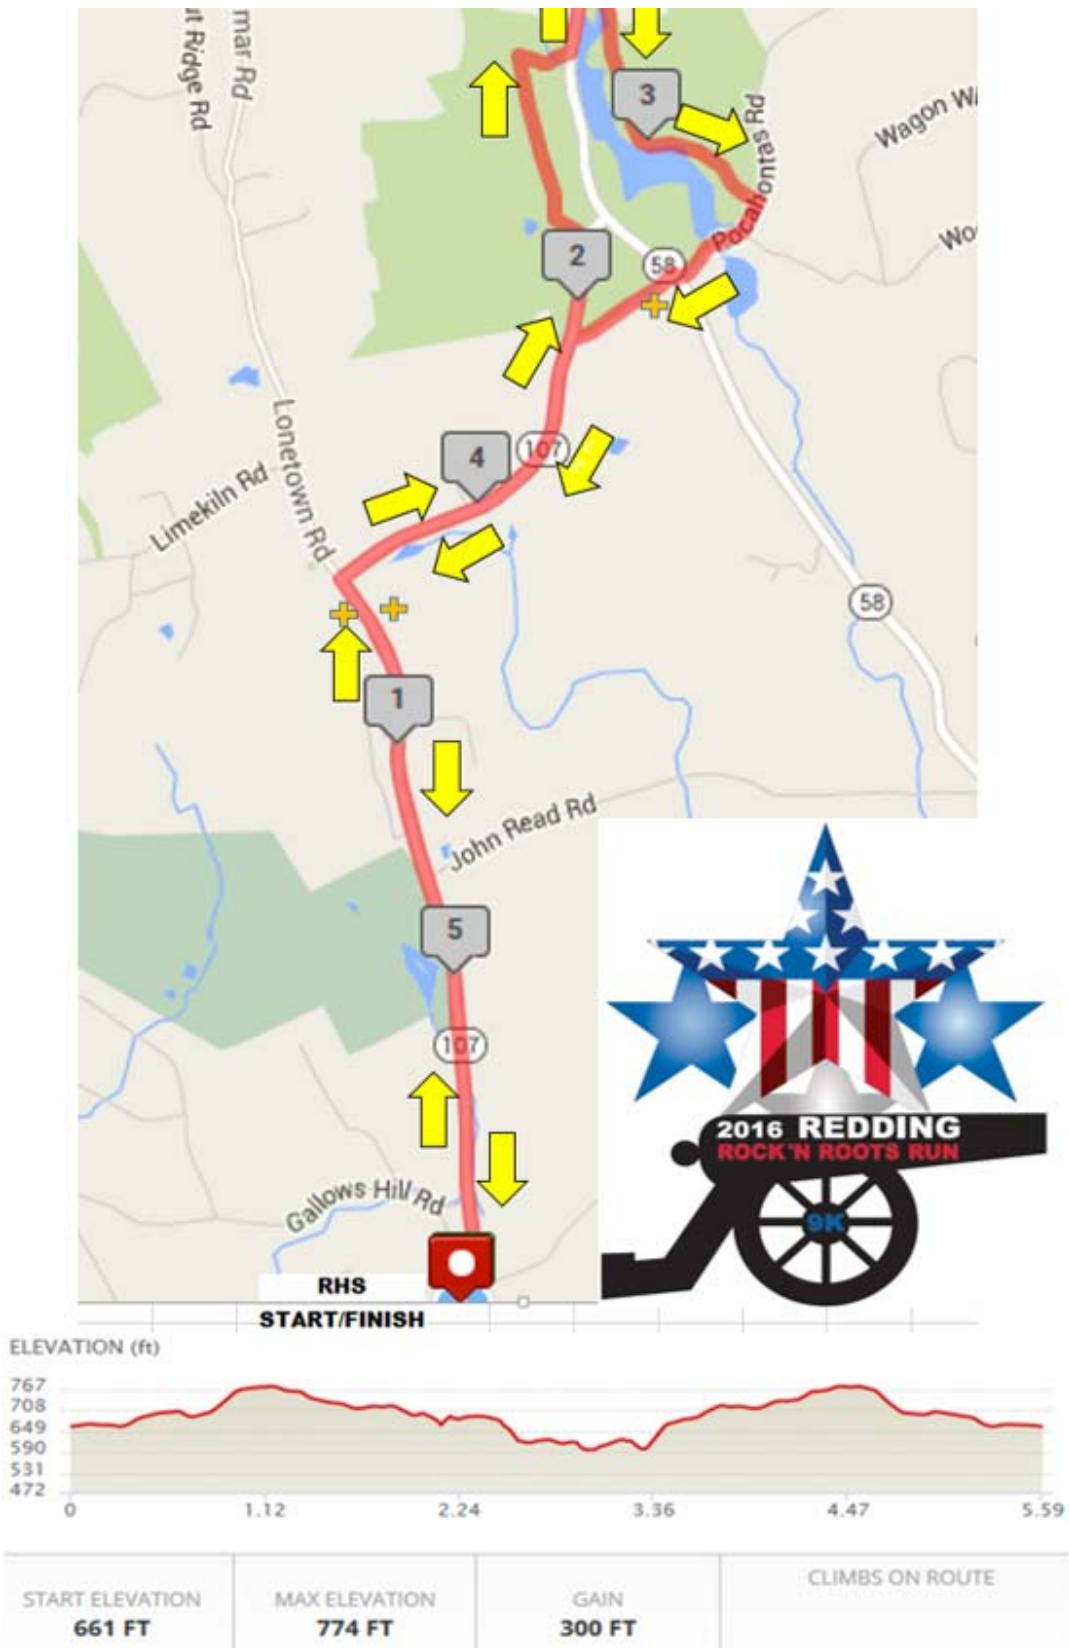 ut Ridge Rd
mar Rd
3
Pocahontas Rd
Wagon W
Wo
2
58
107
4
Lonetown Rd
Limekiln Rd
58
1
John Read Rd
5
107
Gallows Hill Rd
2016 REDDING
ROCK'N ROOTS RUN
9K
RHS
START/FINISH
ELEVATION (ft)
767
708
649
590
531
472
0 1.12 2.24 3.36 4.47 5.59
START ELEVATION
661 FT
MAX ELEVATION
774 FT
GAIN
300 FT
CLIMBS ON ROUTE